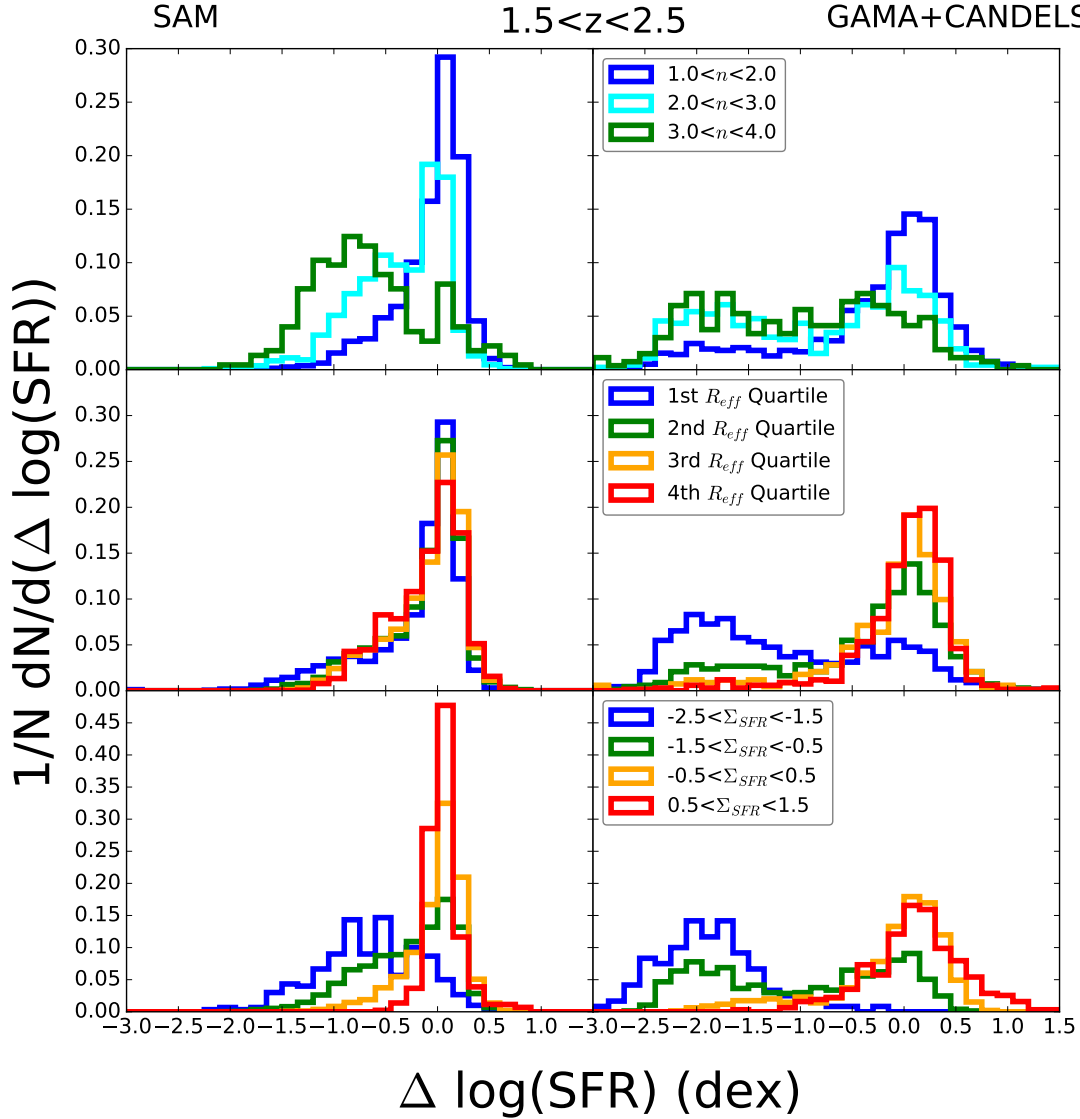 SAM 1.5<z<2.5 GAMA+CANDELS
0.30
0.25
0.20
0.15
0.10
0.05
0.00
1.0<n<2.0
2.0<n<3.0
3.0<n<4.0
0.30
0.25
0.20
0.15
0.10
0.05
0.00
1st R_eff Quartile
2nd R_eff Quartile
3rd R_eff Quartile
4th R_eff Quartile
0.45
0.40
0.35
0.30
0.25
0.20
0.15
0.10
0.05
0.00
-2.5<Σ_SFR<-1.5
-1.5<Σ_SFR<-0.5
-0.5<Σ_SFR<0.5
0.5<Σ_SFR<1.5
−3.0 −2.5 −2.0 −1.5 −1.0 −0.5 0.0 0.5 1.0 −3.0 −2.5 −2.0 −1.5 −1.0 −0.5 0.0 0.5 1.0 1.5
1/N dN/d(Δ log(SFR))
Δ log(SFR) (dex)